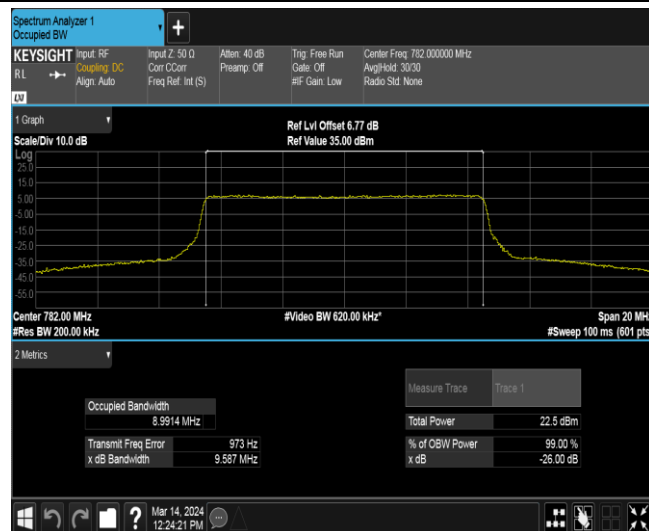 Spectrum Analyzer 1
Occupied BW
+
KEYSIGHT Input: RF Input Z: 50 Ω Atten: 40 dB Trig: Free Run Center Freq: 782.000000 MHz
RL Coupling: DC Corr CCorr Preamp: Off Gate: Off Avg|Hold: 30/30
Align: Auto Freq Ref: Int (S) #IF Gain: Low Radio Std: None
LXI
1 Graph
Ref Lvl Offset 6.77 dB
Scale/Div 10.0 dB Ref Value 35.00 dBm
Log
25.0
15.0
5.00
-5.00
-15.0
-25.0
-35.0
-45.0
-55.0
Center 782.00 MHz #Video BW 620.00 kHz* Span 20 MHz
#Res BW 200.00 kHz #Sweep 100 ms (601 pts
2 Metrics
Measure Trace Trace 1
Occupied Bandwidth
8.9914 MHz Total Power 22.5 dBm
Transmit Freq Error 973 Hz % of OBW Power 99.00 %
x dB Bandwidth 9.587 MHz x dB -26.00 dB
? Mar 14, 2024
12:24:21 PM